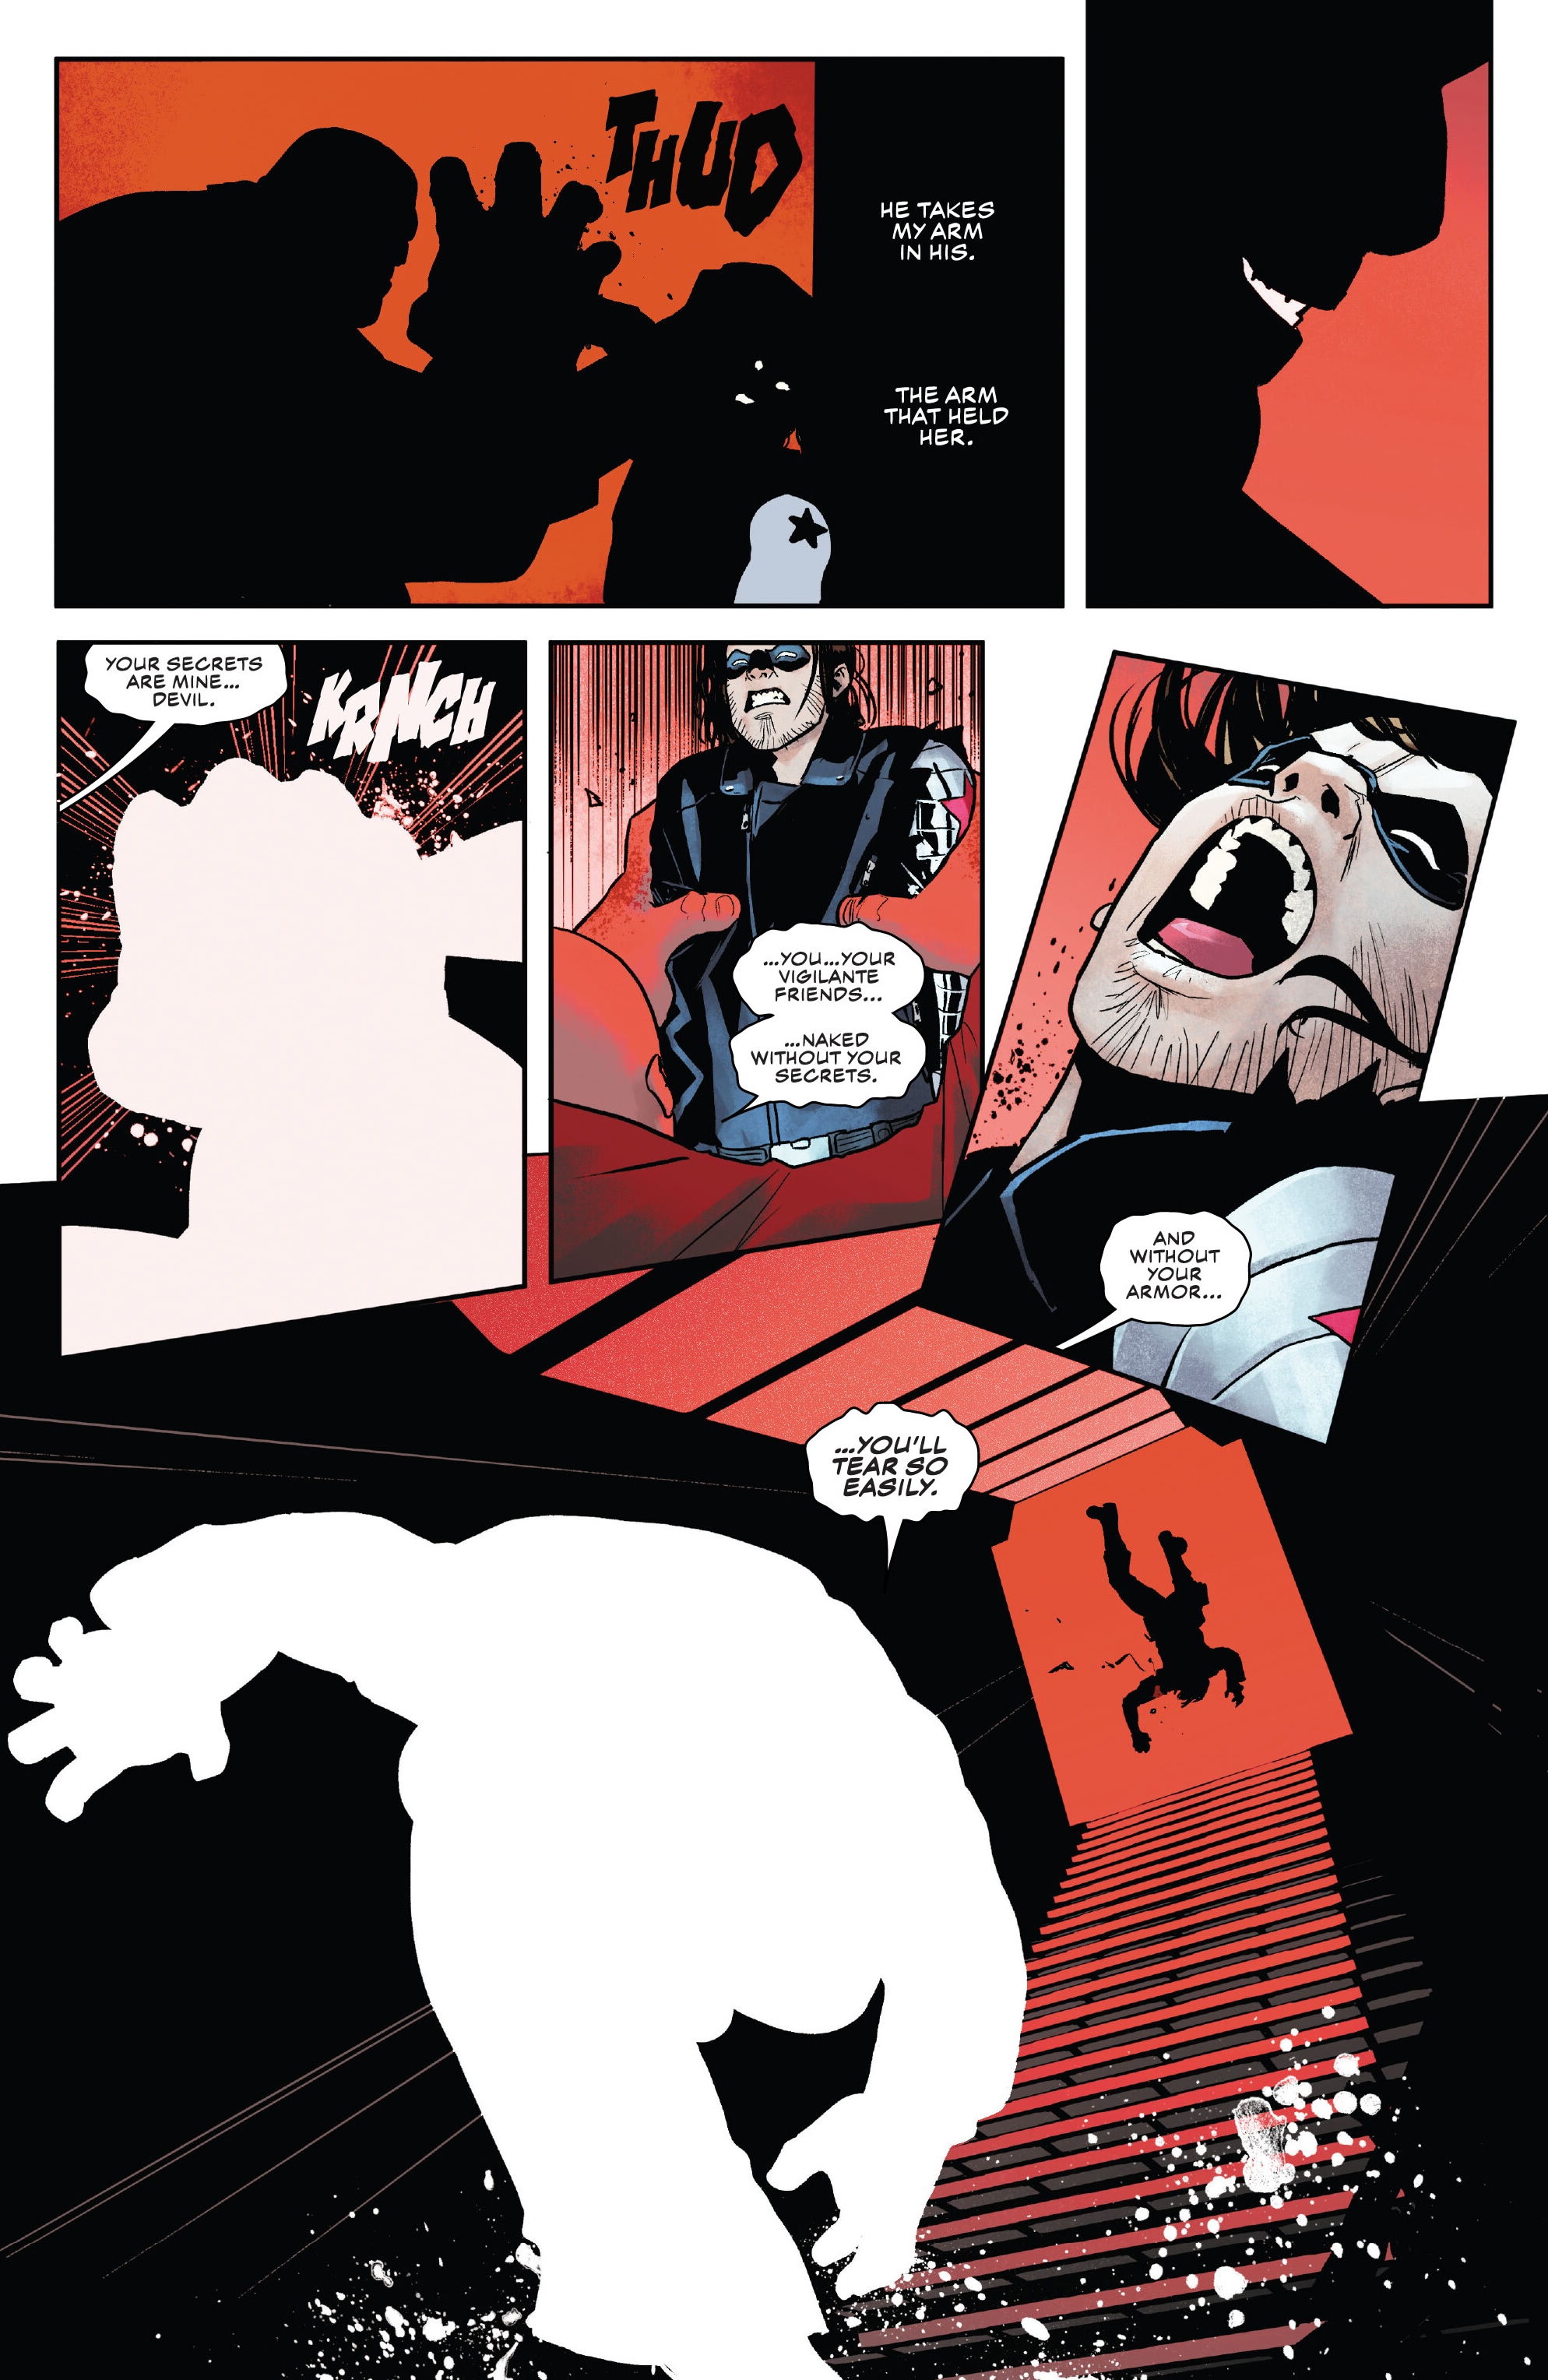 THUD
HE TAKES
MY ARM
IN HIS.
THE ARM
THAT HELD
HER.
YOUR SECRETS
ARE MINE...
DEVIL.
KRNCH
...YOU...YOUR
VIGILANTE
FRIENDS...
...NAKED
WITHOUT YOUR
SECRETS.
AND
WITHOUT
YOUR
ARMOR...
...YOU'LL
TEAR SO
EASILY.